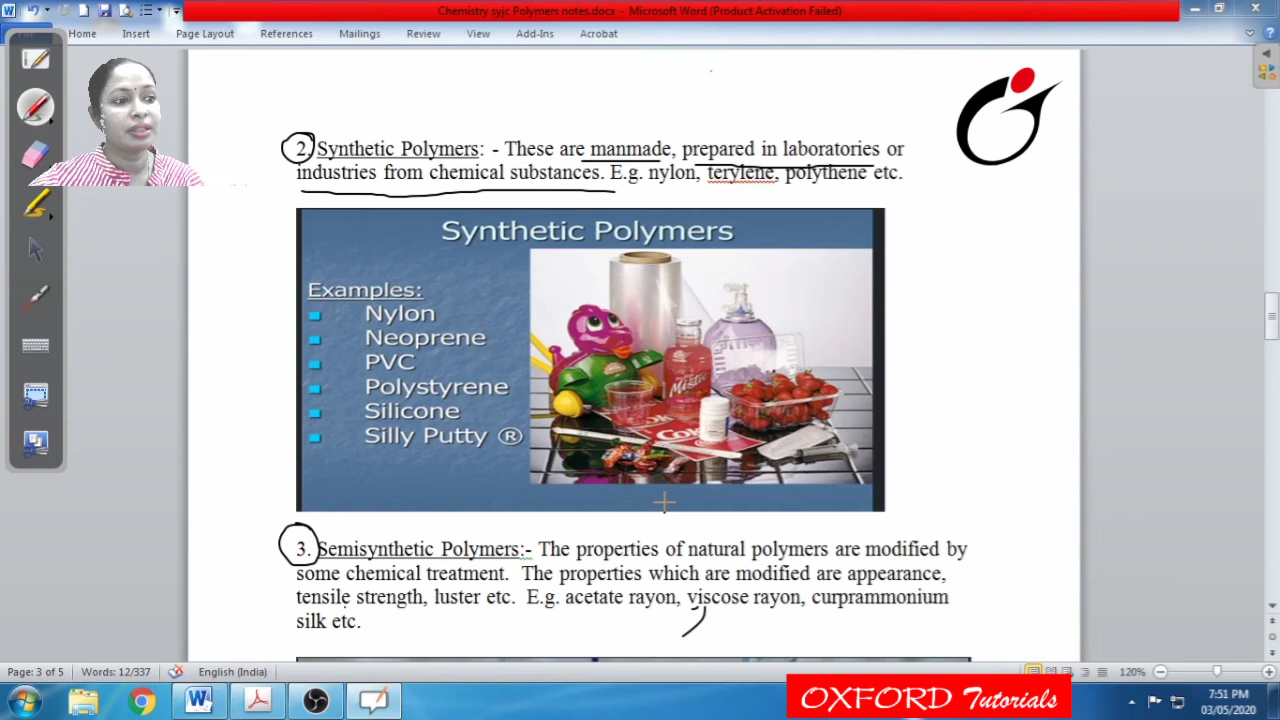 Chemistry syjc Polymers notes.docx - Microsoft Word (Product Activation Failed)
File Home Insert Page Layout References Mailings Review View Add-Ins Acrobat
2. Synthetic Polymers: - These are manmade, prepared in laboratories or
industries from chemical substances. E.g. nylon, terylene, polythene etc.
Synthetic Polymers
Examples:
Nylon
Neoprene
PVC
Polystyrene
Silicone
Silly Putty ®
Mistic
Coke
3. Semisynthetic Polymers:- The properties of natural polymers are modified by
some chemical treatment. The properties which are modified are appearance,
tensile strength, luster etc. E.g. acetate rayon, viscose rayon, curprammonium
silk etc.
Page: 3 of 5 Words: 12/337 English (India) 120%
OXFORD Tutorials
7:51 PM
03/05/2020